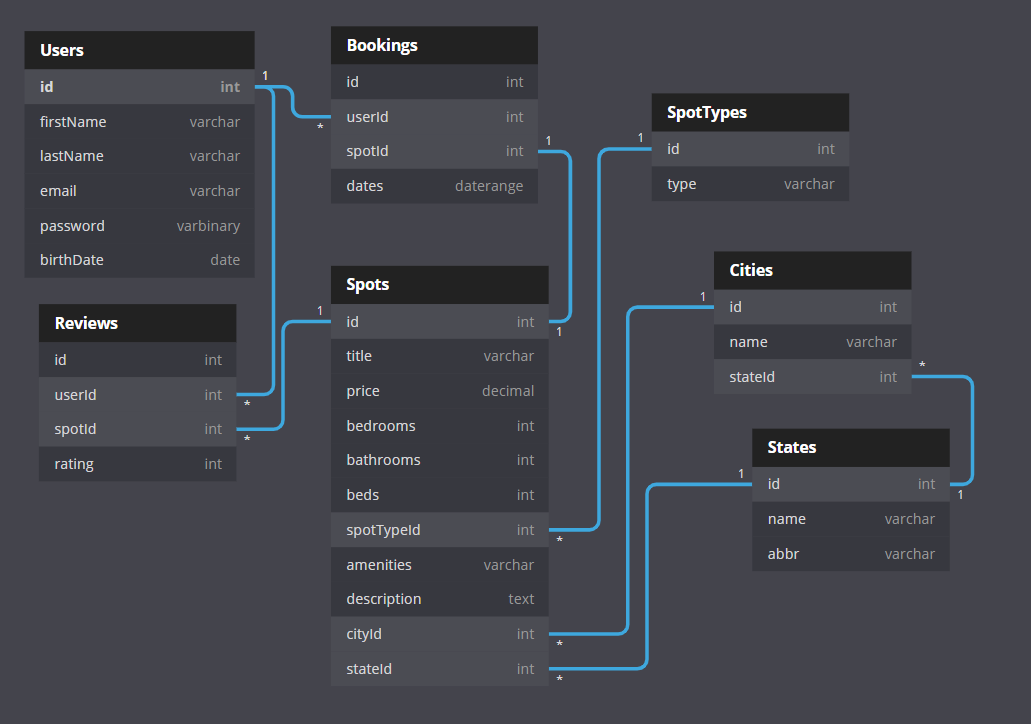 Users
id int
firstName varchar
lastName varchar
email varchar
password varbinary
birthDate date
1
*
Bookings
id int
userId int
spotId int
dates daterange
1
1
SpotTypes
id int
type varchar
1
*
Reviews
id int
userId int
spotId int
rating int
*
*
1
Spots
id int
title varchar
price decimal
bedrooms int
bathrooms int
beds int
spotTypeId int
amenities varchar
description text
cityId int
stateId int
*
*
Cities
id int
name varchar
stateId int
1
*
States
id int
name varchar
abbr varchar
1
1